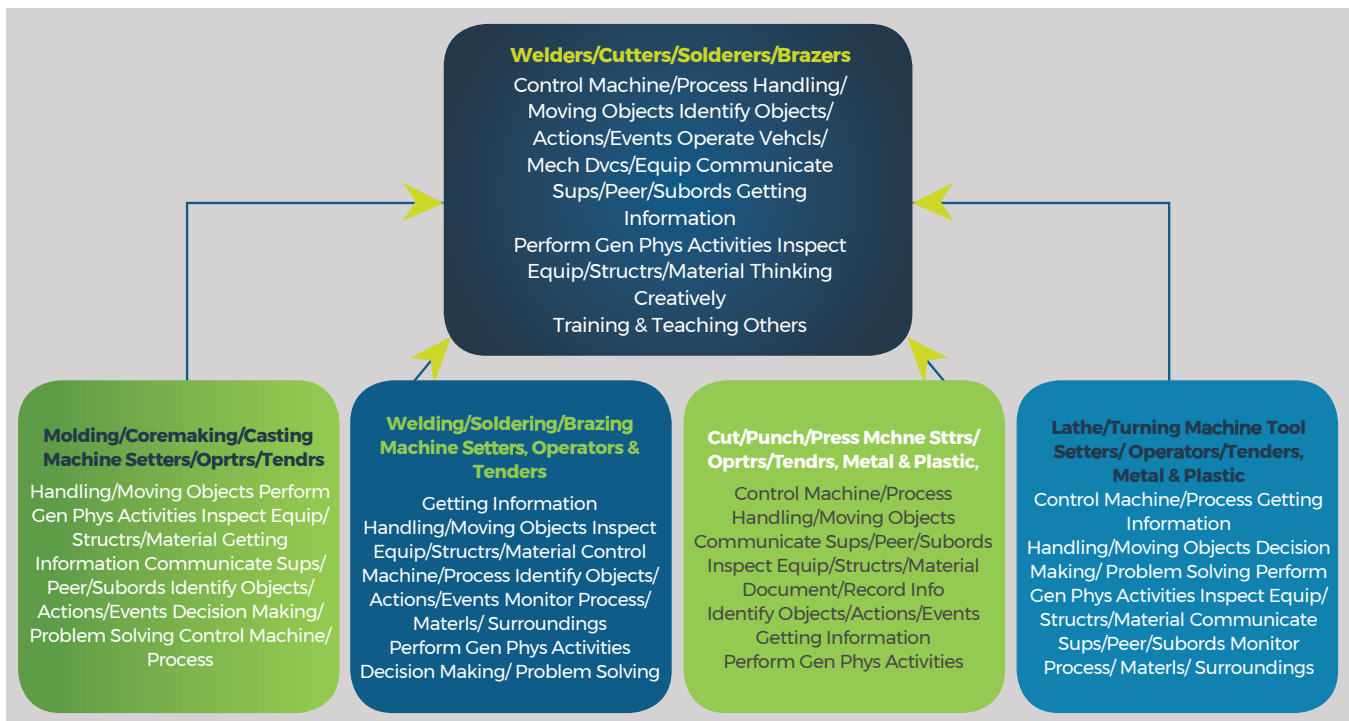 Welders/Cutters/Solderers/Brazers
Control Machine/Process Handling/
Moving Objects Identify Objects/
Actions/Events Operate Vehcls/
Mech Dvcs/Equip Communicate
Sups/Peer/Subords Getting
Information
Perform Gen Phys Activities Inspect
Equip/Structrs/Material Thinking
Creatively
Training & Teaching Others
Molding/Coremaking/Casting
Machine Setters/Oprtrs/Tendrs
Handling/Moving Objects Perform
Gen Phys Activities Inspect Equip/
Structrs/Material Getting
Information Communicate Sups/
Peer/Subords Identify Objects/
Actions/Events Decision Making/
Problem Solving Control Machine/
Process
Welding/Soldering/Brazing
Machine Setters, Operators &
Tenders
Getting Information
Handling/Moving Objects Inspect
Equip/Structrs/Material Control
Machine/Process Identify Objects/
Actions/Events Monitor Process/
Materls/ Surroundings
Perform Gen Phys Activities
Decision Making/ Problem Solving
Cut/Punch/Press Mchne Sttrs/
Oprtrs/Tendrs, Metal & Plastic,
Control Machine/Process
Handling/Moving Objects
Communicate Sups/Peer/Subords
Inspect Equip/Structrs/Material
Document/Record Info
Identify Objects/Actions/Events
Getting Information
Perform Gen Phys Activities
Lathe/Turning Machine Tool
Setters/ Operators/Tenders,
Metal & Plastic
Control Machine/Process Getting
Information
Handling/Moving Objects Decision
Making/ Problem Solving Perform
Gen Phys Activities Inspect Equip/
Structrs/Material Communicate
Sups/Peer/Subords Monitor
Process/ Materls/ Surroundings